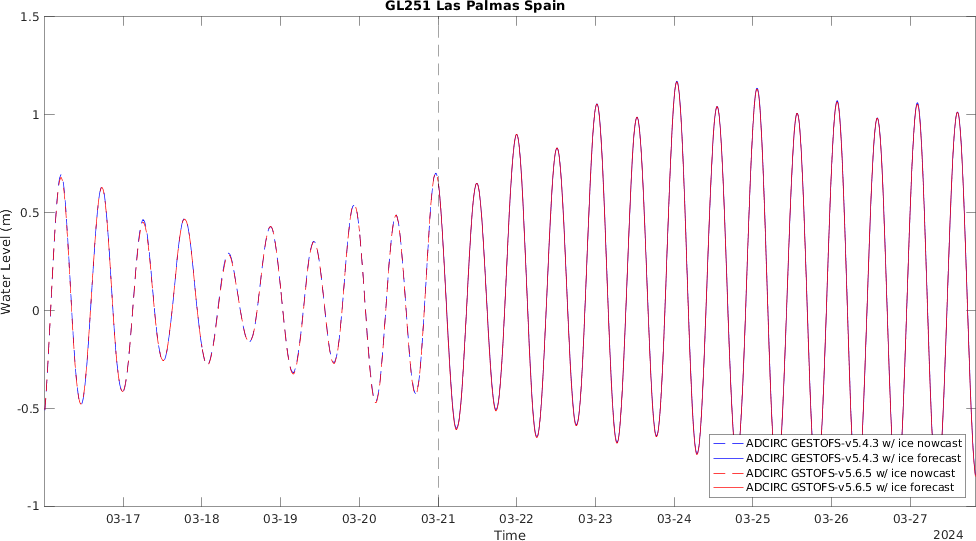 GL251 Las Palmas Spain
1.5
1
0.5
0
-0.5
-1
Water Level (m)
03-17 03-18 03-19 03-20 03-21 03-22 03-23 03-24 03-25 03-26 03-27
Time
2024
ADCIRC GESTOFS-v5.4.3 w/ ice nowcast
ADCIRC GESTOFS-v5.4.3 w/ ice forecast
ADCIRC GSTOFS-v5.6.5 w/ ice nowcast
ADCIRC GSTOFS-v5.6.5 w/ ice forecast